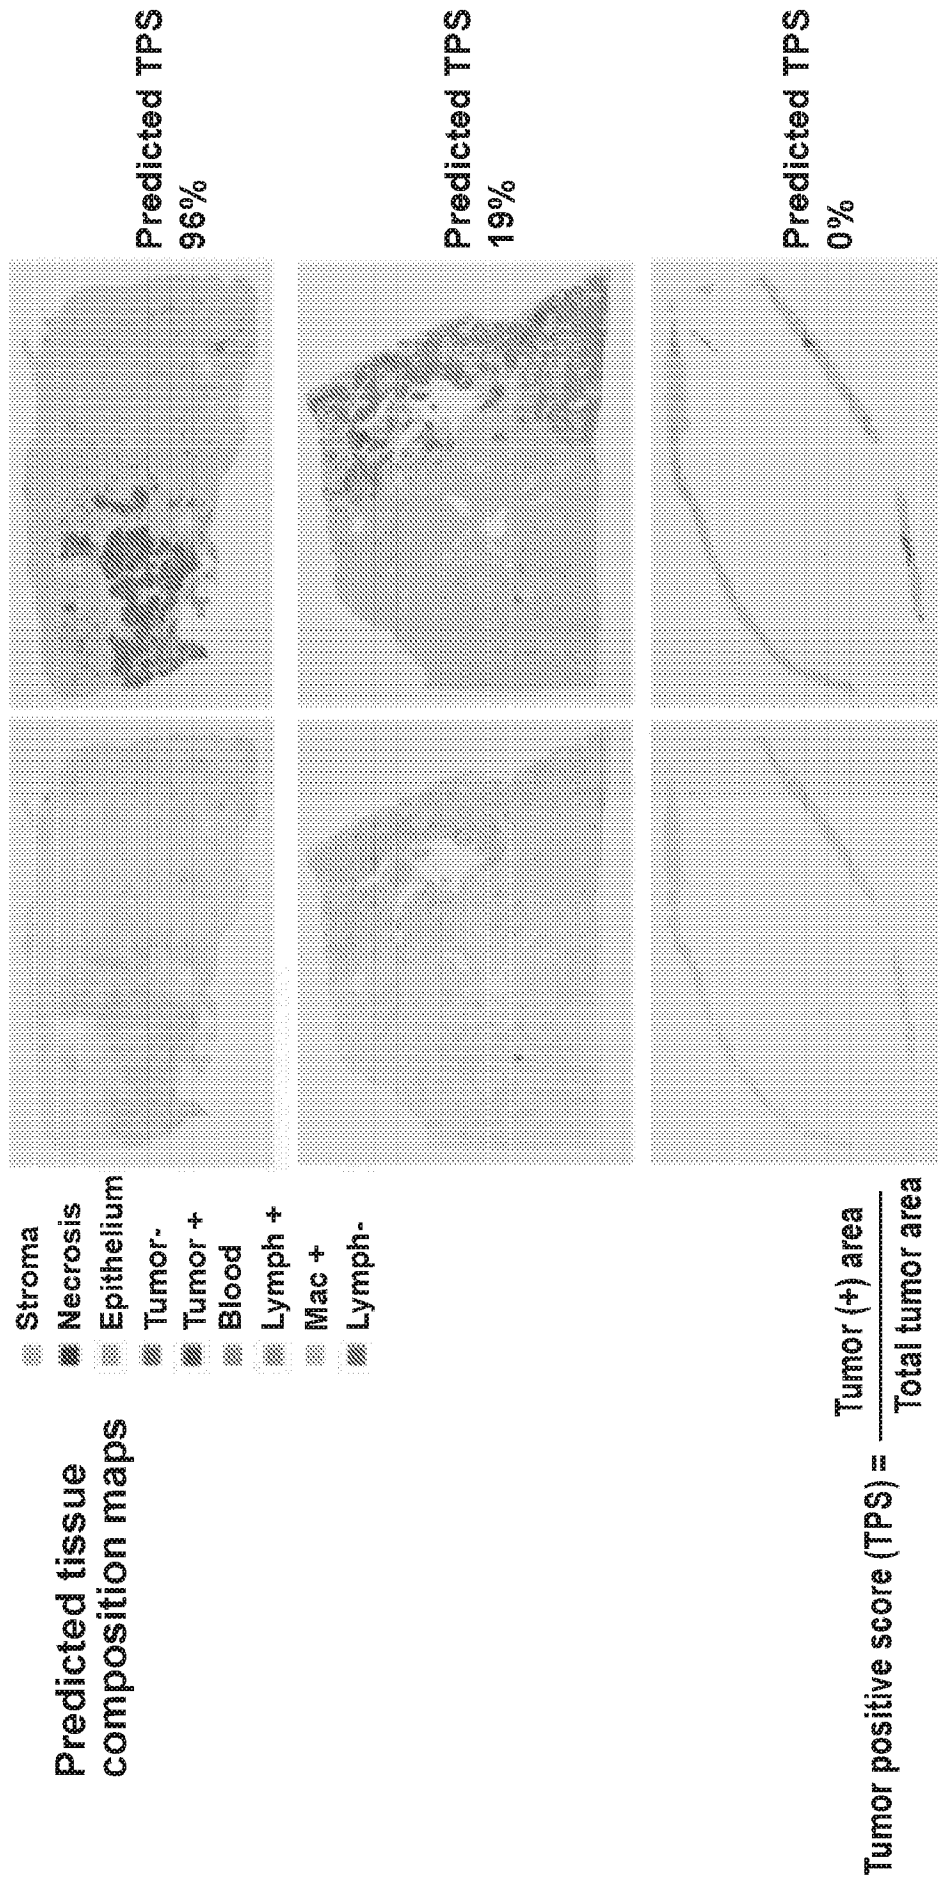 Predicted tissue
composition maps
Stroma
Necrosis
Epithelium
Tumor-
Tumor +
Blood
Lymph +
Mac +
Lymph-
Predicted TPS
96%
Predicted TPS
19%
Predicted TPS
0%
Tumor positive score (TPS) =
Tumor (+) area
Total tumor area